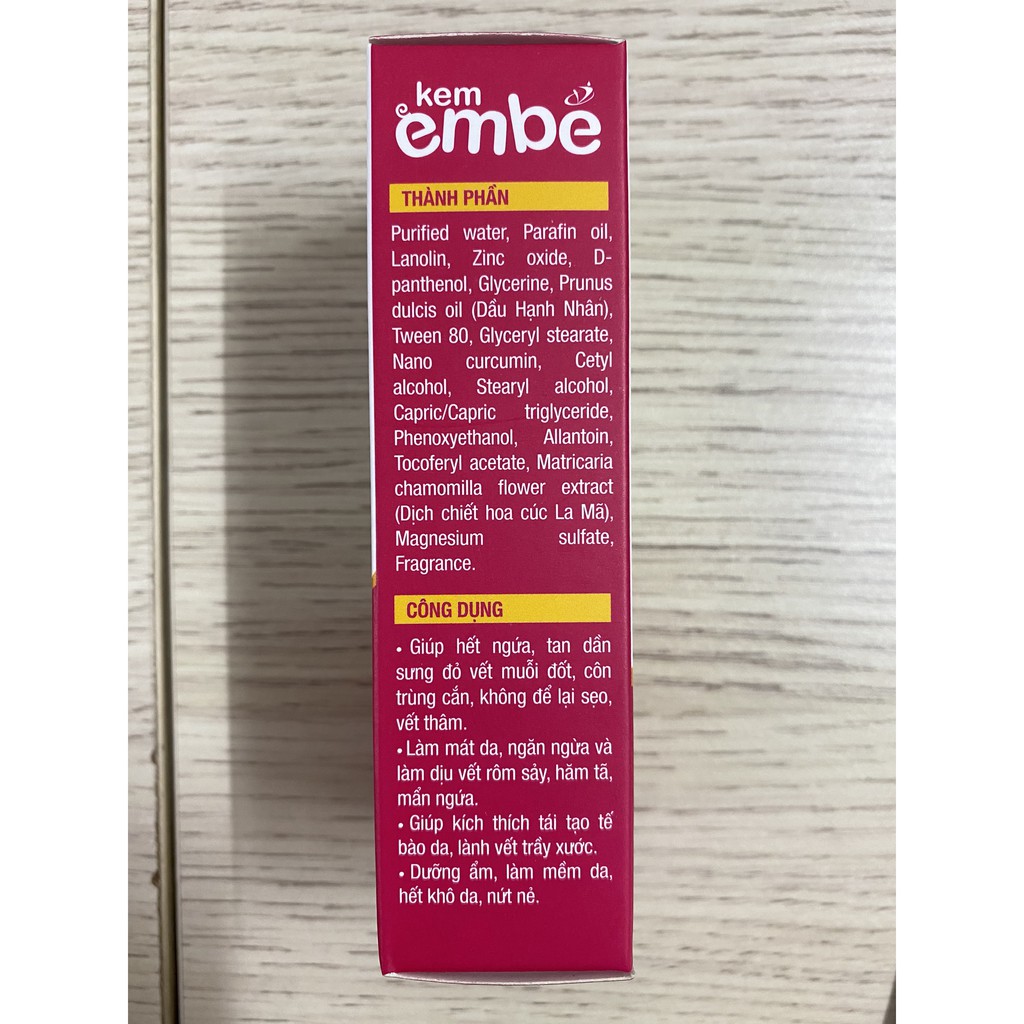 kem
embé
THÀNH PHẦN
Purified water, Parafin oil,
Lanolin, Zinc oxide, D-
panthenol, Glycerine, Prunus
dulcis oil (Dầu Hạnh Nhân),
Tween 80, Glyceryl stearate,
Nano curcumin, Cetyl
alcohol, Stearyl alcohol,
Capric/Capric triglyceride,
Phenoxyethanol, Allantoin,
Tocoferyl acetate, Matricaria
chamomilla flower extract
(Dịch chiết hoa cúc La Mã),
Magnesium sulfate,
Fragrance.
CÔNG DỤNG
• Giúp hết ngứa, tan dần
sưng đỏ vết muỗi đốt, côn
trùng cắn, không để lại sẹo,
vết thâm.
• Làm mát da, ngăn ngừa và
làm dịu vết rôm sảy, hăm tã,
mẩn ngứa.
• Giúp kích thích tái tạo tế
bào da, lành vết trầy xước.
• Dưỡng ẩm, làm mềm da,
hết khô da, nứt nẻ.